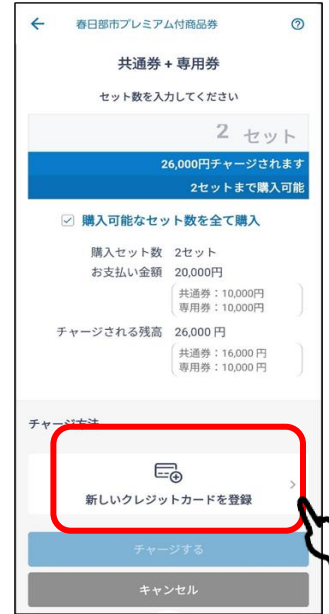 春日部市プレミアム付商品券
共通券 + 専用券
セット数を入力してください
2 セット
26,000円チャージされます
2セットまで購入可能
購入可能なセット数を全て購入
購入セット数 2セット
お支払い金額 20,000円
共通券：10,000円
専用券：10,000円
チャージされる残高 26,000 円
共通券：16,000 円
専用券：10,000 円
チャージ方法
新しいクレジットカードを登録
チャージする
キャンセル